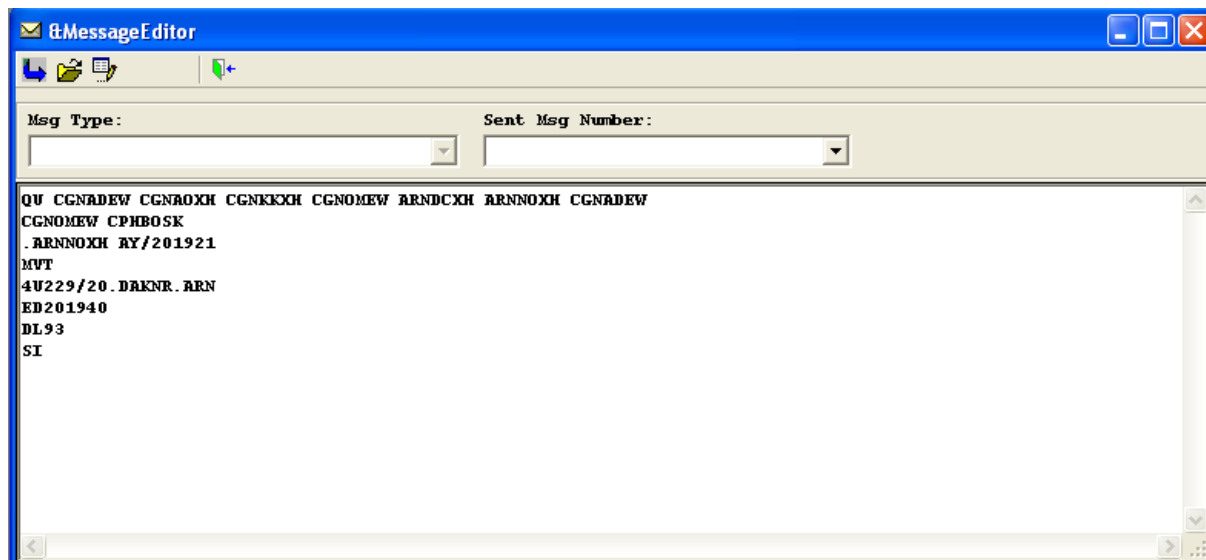 &MessageEditor
Msg Type:
Sent Msg Number:
QU CGNADEW CGNAOXH CGNKKXH CGNOMEW ARNDCXH ARNNOXH CGNADEW
CGNOMEW CPHBOSK
.ARNNOXH AY/201921
MVT
4U229/20.DAKNR.ARN
ED201940
DL93
SI